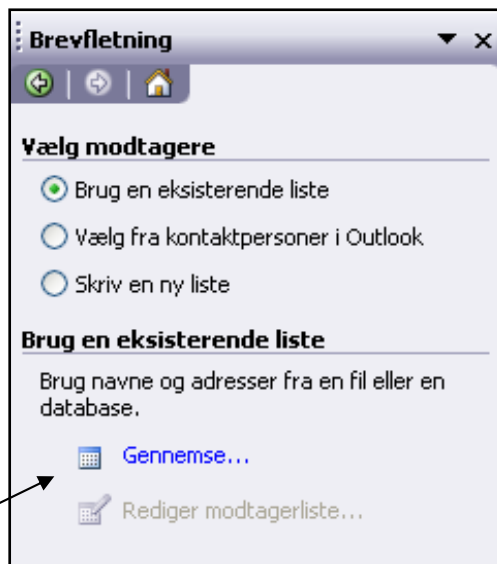 Brevfletning
Vælg modtagere
Brug en eksisterende liste
Vælg fra kontaktpersoner i Outlook
Skriv en ny liste
Brug en eksisterende liste
Brug navne og adresser fra en fil eller en
database.
Gennemse...
Rediger modtagerliste...